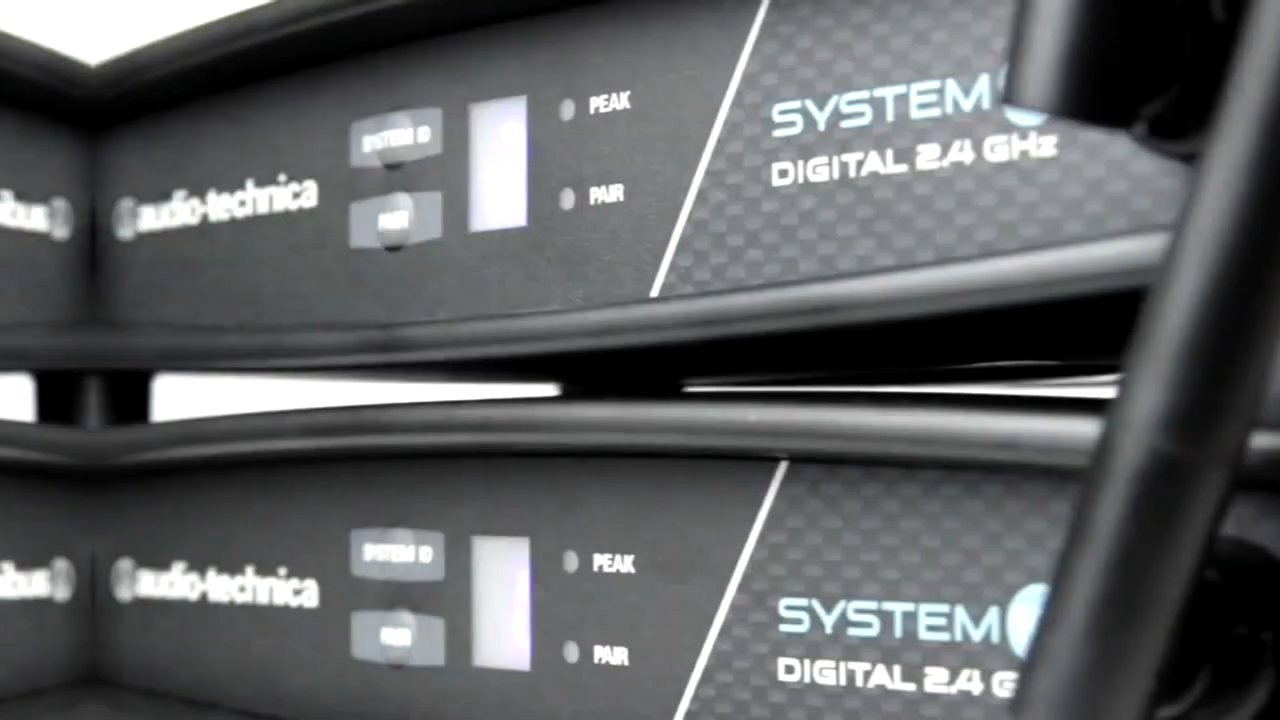 audio-technica
SYSTEM ID
PAIR
PEAK
PAIR
SYSTEM
DIGITAL 2.4 GHz
audio-technica
SYSTEM ID
PAIR
PEAK
PAIR
SYSTEM
DIGITAL 2.4 G